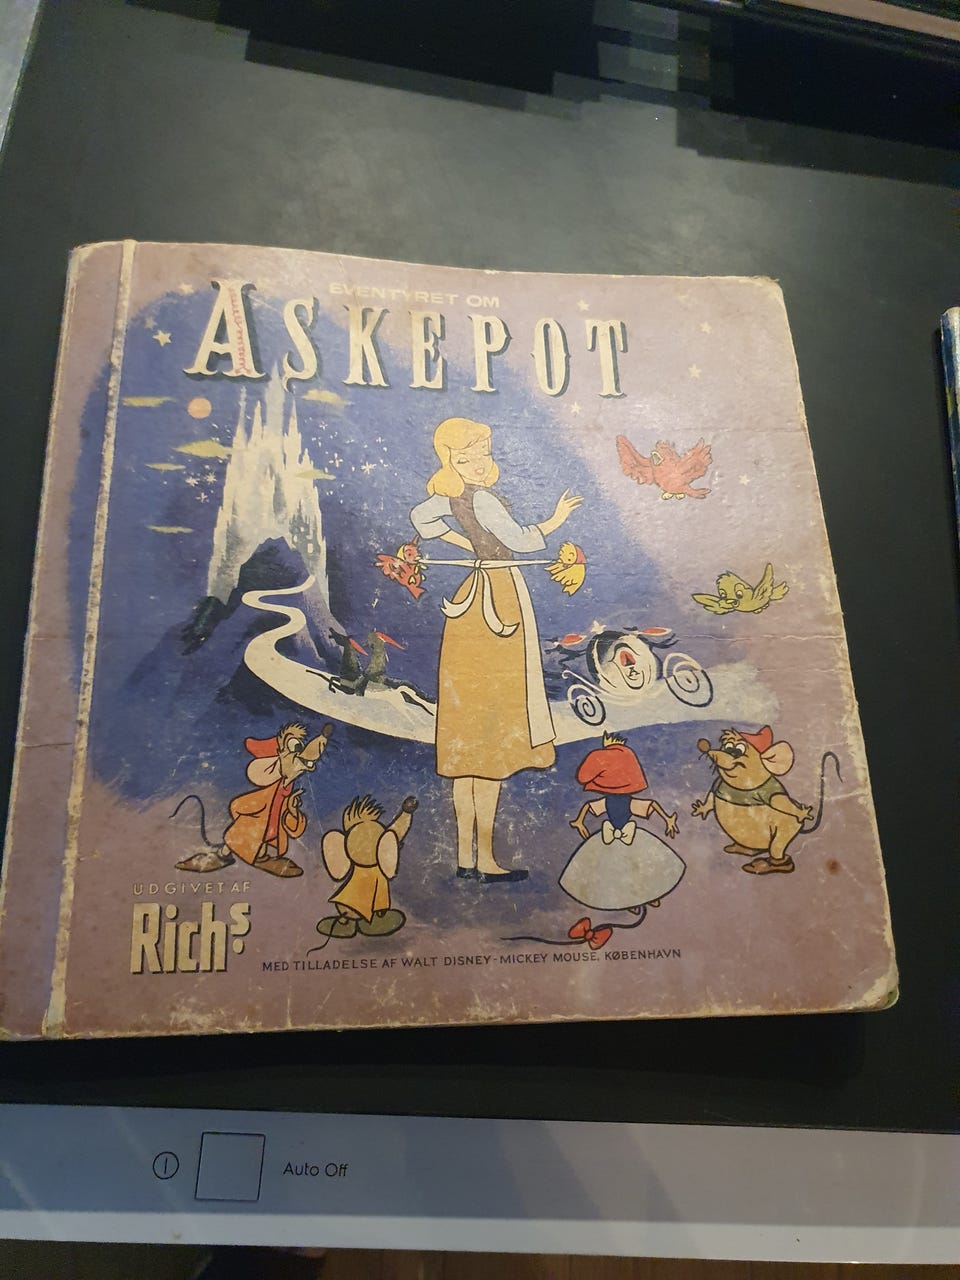 EVENTYRET OM
ASKEPOT
UDGIVET AF
Rich's
MED TILLADELSE AF WALT DISNEY-MICKEY MOUSE, KØBENHAVN
Auto Off